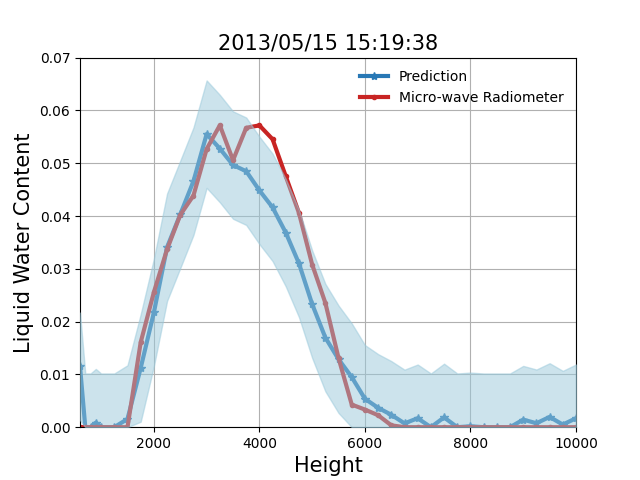 2013/05/15 15:19:38
Prediction
Micro-wave Radiometer
Liquid Water Content
0.07
0.06
0.05
0.04
0.03
0.02
0.01
0.00
2000 4000 6000 8000 10000
Height